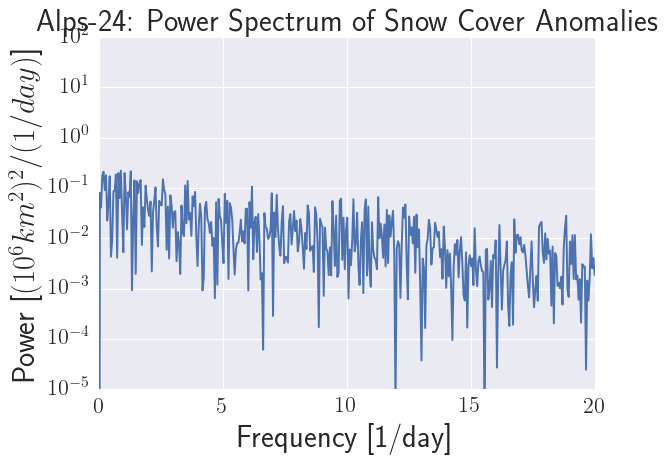 Alps-24: Power Spectrum of Snow Cover Anomalies
Power [(10^6 km^2)^2/(1/day)]
10^2
10^1
10^0
10^-1
10^-2
10^-3
10^-4
10^-5
0 5 10 15 20
Frequency [1/day]